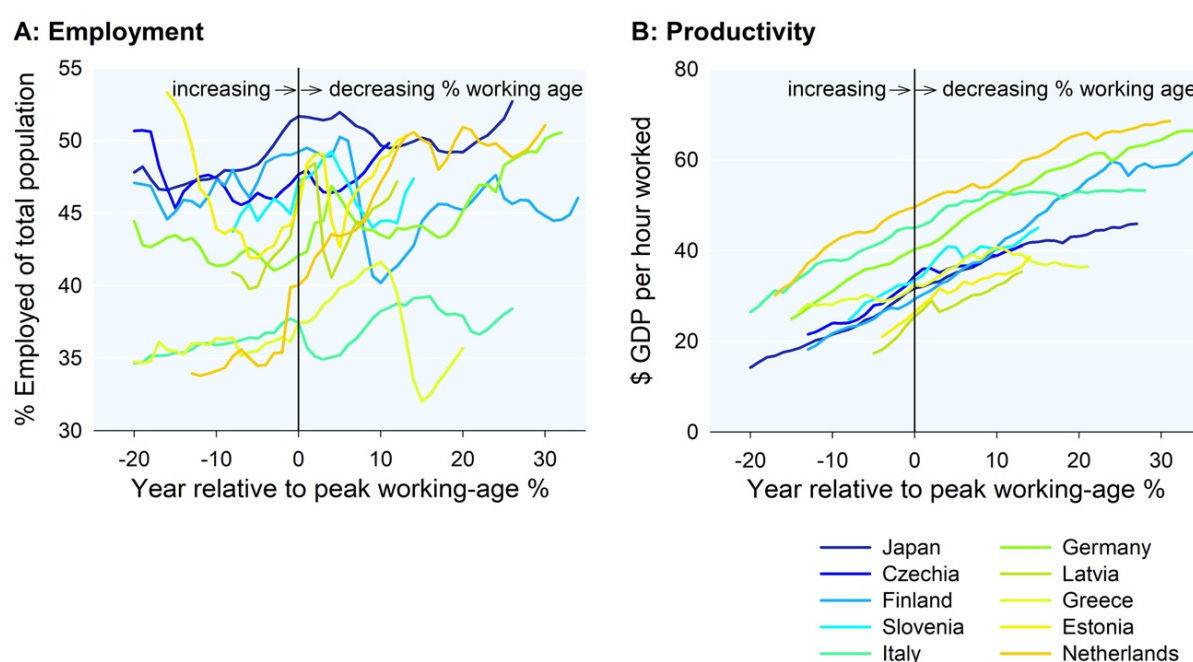 A: Employment
% Employed of total population
55
50
45
40
35
30
increasing → → decreasing % working age
-20 -10 0 10 20 30
Year relative to peak working-age %
B: Productivity
$ GDP per hour worked
80
60
40
20
0
increasing → → decreasing % working age
-20 -10 0 10 20 30
Year relative to peak working-age %
Japan
Czechia
Finland
Slovenia
Italy
Germany
Latvia
Greece
Estonia
Netherlands